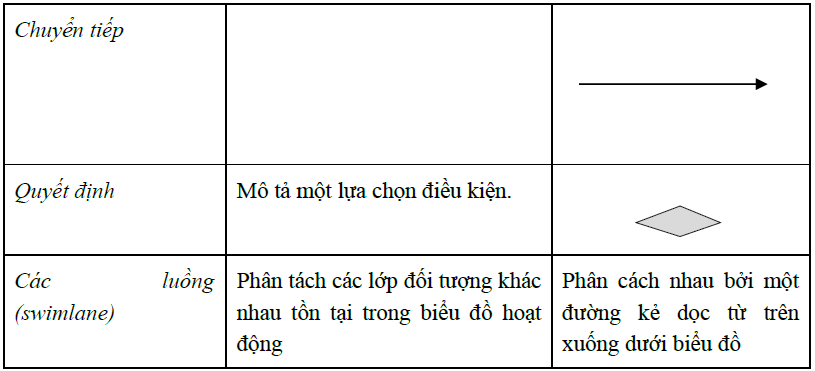 Chuyển tiếp
Quyết định
Mô tả một lựa chọn điều kiện.
Các luồng
(swimlane)
Phân tách các lớp đối tượng khác
nhau tồn tại trong biểu đồ hoạt
động
Phân cách nhau bởi một
đường kẻ dọc từ trên
xuống dưới biểu đồ